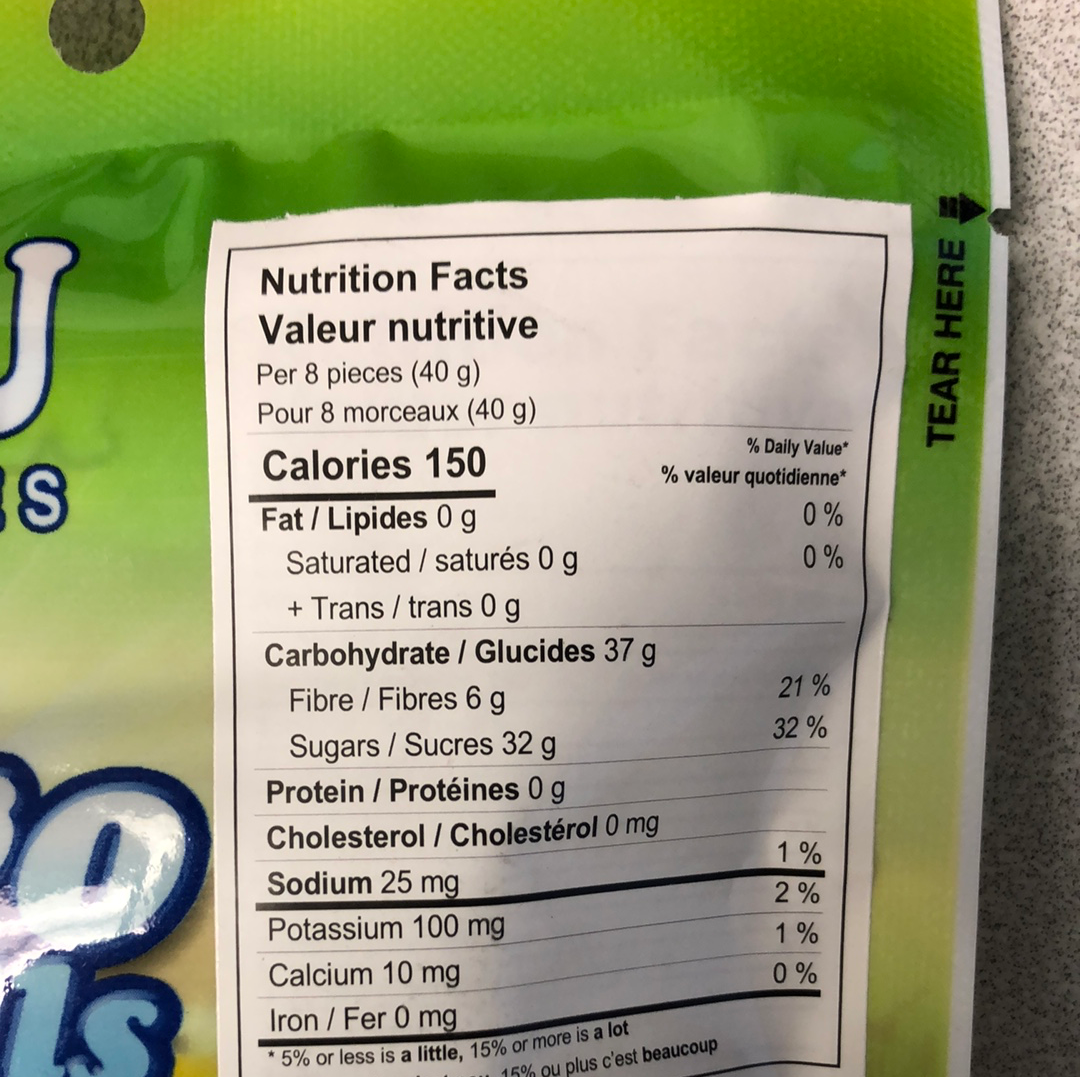 TEAR HERE
Nutrition Facts
Valeur nutritive
Per 8 pieces (40 g)
Pour 8 morceaux (40 g)
% Daily Value*
Calories 150
% valeur quotidienne*
Fat / Lipides 0 g 0 %
Saturated / saturés 0 g 0 %
+ Trans / trans 0 g
Carbohydrate / Glucides 37 g
Fibre / Fibres 6 g 21 %
Sugars / Sucres 32 g 32 %
Protein / Protéines 0 g
Cholesterol / Cholestérol 0 mg
Sodium 25 mg 1 %
Potassium 100 mg 2 %
Calcium 10 mg 1 %
Iron / Fer 0 mg 0 %
* 5% or less is a little, 15% or more is a lot
15% ou plus c'est beaucoup